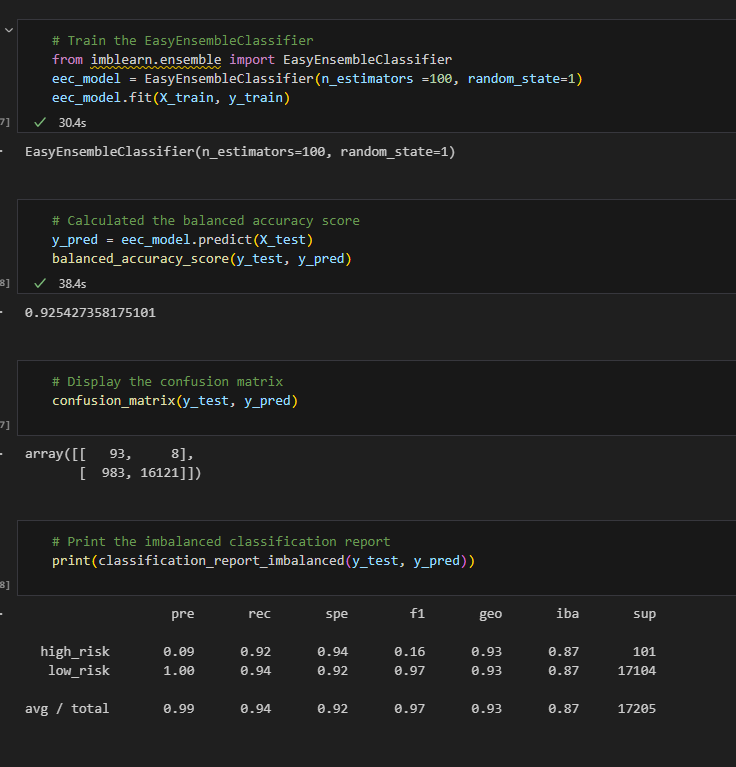 # Train the EasyEnsembleClassifier
from imblearn.ensemble import EasyEnsembleClassifier
eec_model = EasyEnsembleClassifier(n_estimators =100, random_state=1)
eec_model.fit(X_train, y_train)
7] ✓ 30.4s
EasyEnsembleClassifier(n_estimators=100, random_state=1)
# Calculated the balanced accuracy score
y_pred = eec_model.predict(X_test)
balanced_accuracy_score(y_test, y_pred)
8] ✓ 38.4s
0.925427358175101
# Display the confusion matrix
confusion_matrix(y_test, y_pred)
7]
array([[   93,     8],
       [  983, 16121]])
# Print the imbalanced classification report
print(classification_report_imbalanced(y_test, y_pred))
8]
pre rec spe f1 geo iba sup
high_risk 0.09 0.92 0.94 0.16 0.93 0.87 101
low_risk 1.00 0.94 0.92 0.97 0.93 0.87 17104
avg / total 0.99 0.94 0.92 0.97 0.93 0.87 17205